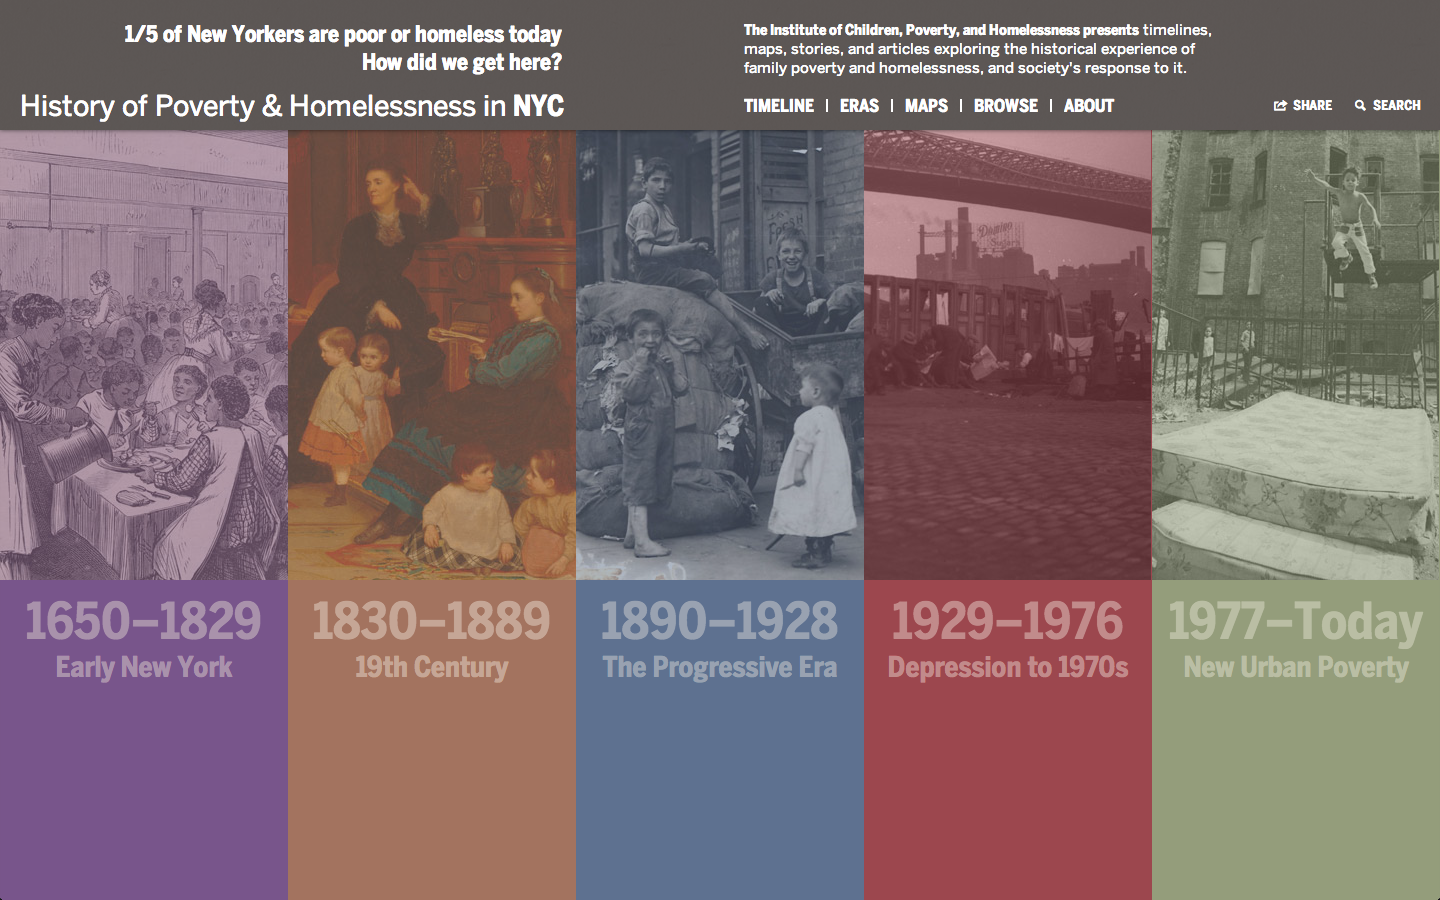 1/5 of New Yorkers are poor or homeless today
How did we get here?
History of Poverty & Homelessness in NYC
The Institute of Children, Poverty, and Homelessness presents timelines,
maps, stories, and articles exploring the historical experience of
family poverty and homelessness, and society's response to it.
TIMELINE | ERAS | MAPS | BROWSE | ABOUT
SHARE
SEARCH
Domino
Sugars
1650–1829
Early New York
1830–1889
19th Century
1890–1928
The Progressive Era
1929–1976
Depression to 1970s
1977–Today
New Urban Poverty